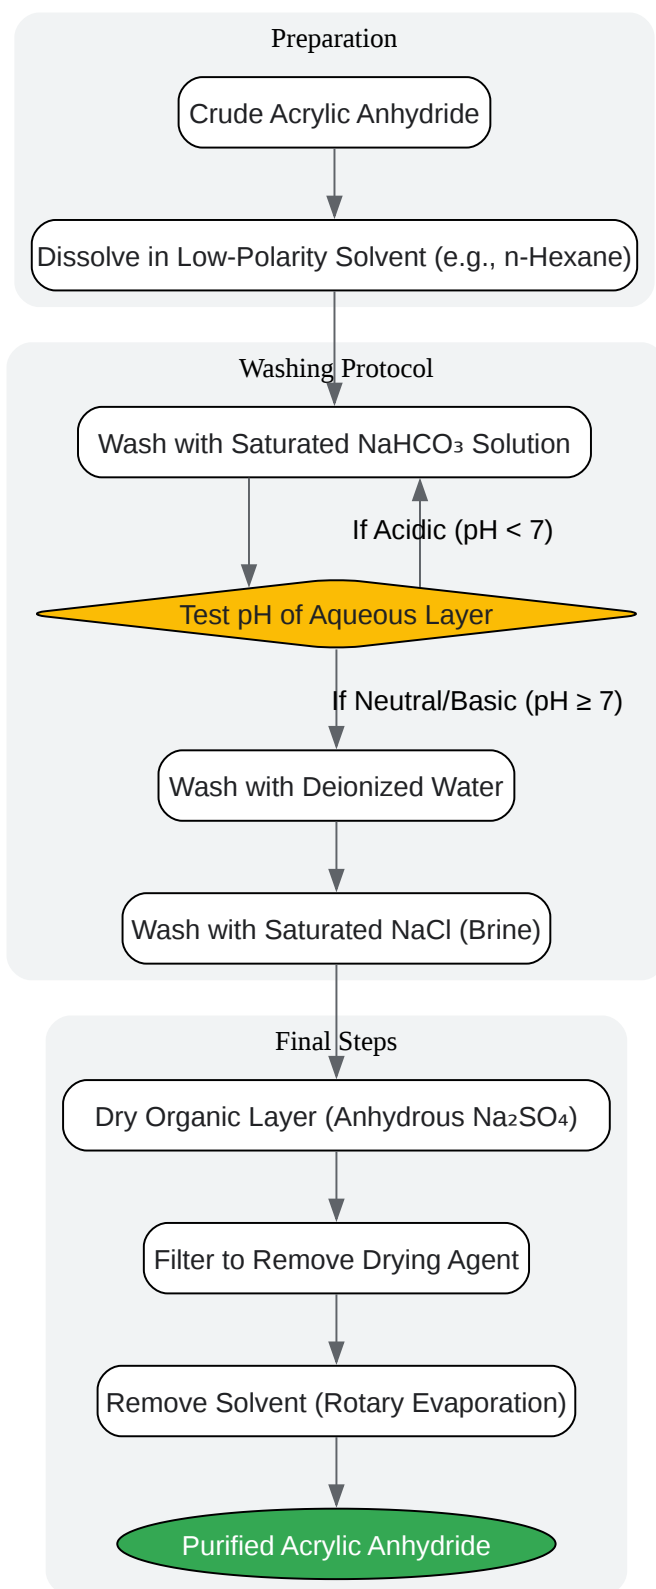 Preparation
Crude Acrylic Anhydride
Dissolve in Low-Polarity Solvent (e.g., n-Hexane)
Washing Protocol
Wash with Saturated NaHCO₃ Solution
If Acidic (pH < 7)
Test pH of Aqueous Layer
If Neutral/Basic (pH ≥ 7)
Wash with Deionized Water
Wash with Saturated NaCl (Brine)
Final Steps
Dry Organic Layer (Anhydrous Na₂SO₄)
Filter to Remove Drying Agent
Remove Solvent (Rotary Evaporation)
Purified Acrylic Anhydride